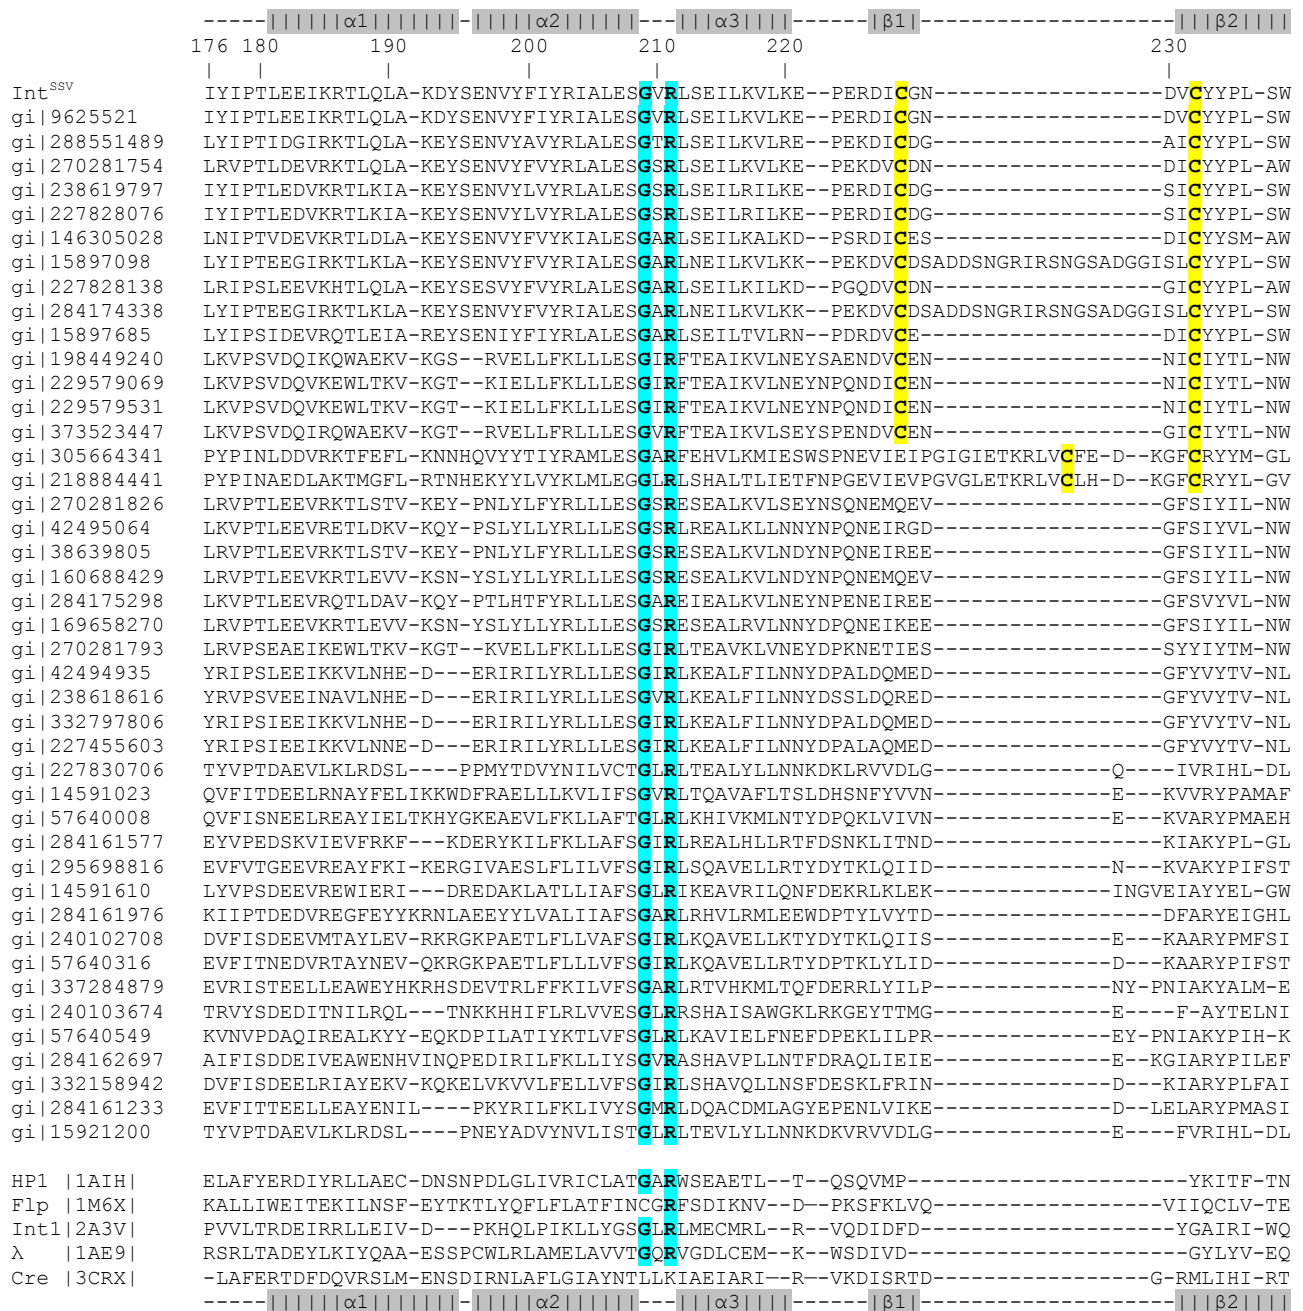 -----||||||α1|||||||-|||||α2||||||---|||α3||||------|β1|--------------------|||β2||||
176 180 190 200 210 220 230
| | | | | | |
Int^SSV IYIPTLEEIKRTLQLA-KDYSENVYFIYRIALESGVRLSEILKVLKE--PERDICGN-------------------DVCYYPL-SW
gi|9625521 IYIPTLEEIKRTLQLA-KDYSENVYFIYRIALESGVRLSEILKVLKE--PERDICGN-------------------DVCYYPL-SW
gi|288551489 LYIPTIDGIRKTLQLA-KEYSENVYAVYRLALESGTRLSEILKVLRE--PEKDICDG-------------------AICYYPL-SW
gi|270281754 LRVPTLDEVRKTLQLA-KEYSENVYFVYRLALESGSRLSEILKVLKE--PEKDVCDN-------------------DICYYPL-AW
gi|238619797 IYIPTLEDVRKTLKIA-KEYSENVYLVYRLALESGSRLSEILRILKE--PERDICDG-------------------SICYYPL-SW
gi|227828076 IYIPTLEDVKRTLKIA-KEYSENVYLVYRLALESGSRLSEILRILKE--PERDICDG-------------------SICYYPL-SW
gi|146305028 LNIPTVDEVKRTLDLA-KEYSENVYFVYKIALESGARLSEILKALKD--PSRDICES-------------------DICYYSM-AW
gi|15897098 LYIPTEEGIRKTLKLA-KEYSENVYFVYRIALESGARLNEILKVLKK--PEKDVCDSADDSNGRIRSNGSADGGISLCYYPL-SW
gi|227828138 LRIPSLEEVKHTLQLA-KEYSESVYFVYRLALESGARLSEILKILKD--PGQDVCDN-------------------GICYYPL-AW
gi|284174338 LYIPTEEGIRKTLKLA-KEYSENVYFVYRIALESGARLNEILKVLKK--PEKDVCDSADDSNGRIRSNGSADGGISLCYYPL-SW
gi|15897685 LYIPSIDEVRQTLEIA-REYSENIYFIYRLALESGARLSEILTVLRN--PDRDVCE--------------------DICYYPL-SW
gi|198449240 LKVPSVDQIKQWAEKV-KGS--RVELLFKLLLESGIRFTEAIKVLNEYSAENDVCEN-------------------NICIYTL-NW
gi|229579069 LKVPSVDQVKEWLTKV-KGT--KIELLFKLLLESGIRFTEAIKVLNEYNPQNDICEN-------------------NICIYTL-NW
gi|229579531 LKVPSVDQVKEWLTKV-KGT--KIELLFKLLLESGIRFTEAIKVLNEYNPQNDICEN-------------------NICIYTL-NW
gi|373523447 LKVPSVDQIRQWAEKV-KGT--RVELLFRLLLESGVRFTEAIKVLSEYSPENDVCEN-------------------GICIYTL-NW
gi|305664341 PYPINLDDVRKTFEFL-KNNHQVYYTIYRAMLESGARFEHVLKMIESWSPNEVIEIPGIGIETKRLVCFE-D--KGFCRYYM-GL
gi|218884441 PYPINAEDLAKTMGFL-RTNHEKYYLVYKLMLEGGLRLSHALTLIETFNPGEVIEVPGVGLETKRLVCLH-D--KGFCRYYL-GV
gi|270281826 LRVPTLEEVRKTLSTV-KEY-PNLYLFYRLLLESGSRESEALKVLSEYNSQNEMQEV-------------------GFSIYIL-NW
gi|42495064 LKVPTLEEVRETLDKV-KQY-PSLYLLYRLLLESGSRLREALKLLNNYNPQNEIRGD-------------------GFSIYVL-NW
gi|38639805 LRVPTLEEVRKTLSTV-KEY-PNLYLFYRLLLESGSRESEALKVLNDYNPQNEIREE-------------------GFSIYIL-NW
gi|160688429 LRVPTLEEVKRTLEVV-KSN-YSLYLLYRLLLESGSRESEALKVLNDYNPQNEMQEV-------------------GFSIYIL-NW
gi|284175298 LKVPTLEEVRQTLDAV-KQY-PTLHTFYRLLLESGAREIEALKVLNEYNPENEIREE-------------------GFSVYVL-NW
gi|169658270 LRVPTLEEVKRTLEVV-KSN-YSLYLLYRLLLESGSRESEALRVLNDYDPQNEIKEE-------------------GFSIYIL-NW
gi|270281793 LRVPSEAEIKEWLTKV-KGT--KVELLFKLLLESGIRLTEAVKLVNEYDPKNETIES-------------------SYYIYTM-NW
gi|42494935 YRIPSLEEIKKVLNHE-D---ERIRILYRLLLESGIRLKEALFILNNYDPALDQMED-------------------GFYVYTV-NL
gi|238618616 YRVPSVEEINAVLNHE-D---ERIRILYRLLLESGVRLKEALFILNNYDSSLDQRED-------------------GFYVYTV-NL
gi|332797806 YRIPSIEEIKKVLNHE-D---ERIRILYRLLLESGIRLKEALFILNNYDPALDQMED-------------------GFYVYTV-NL
gi|227455603 YRIPSIEEIKKVLNNE-D---ERIRILYRLLLESGIRLKEALFILNNYDPALAQMED-------------------GFYVYTV-NL
gi|227830706 TYVPTDAEVLKLRDSL----PPMYTDVYNILVCTGLRLTEALYLLNNKDKLRVVDLG--------------Q----IVRIHL-DL
gi|14591023 QVFITDEELRNAYFELIKKWDFRAELLLKVLIFSGVRLTQAVAFLTSLDHSNFYVVN--------------E---KVVRYPAMAF
gi|57640008 QVFISNEELREAYIELTKHYGKEAEVLFKLLAFTGLRLKHIVKMLNTYDPQKLVIVN--------------E---KVARYPMAEH
gi|284161577 EYVPEDSKVIEVFRKF---KDERYKILFKLLAFSGIRLREALHLLRTFDSNKLITND-------------------KIAKYPL-GL
gi|295698816 EVFVTGEEVREAYFKI-KERGIVAESLFLILVFSGIRLSQAVELLRTYDYTKLQIID--------------N---KVAKYPIFST
gi|14591610 LYVPSDEEVREWIERI---DREDAKLATLLIAFSGLRIKEAVRILQNFDEKRLKLEK--------------INGVEIAYYEL-GW
gi|284161976 KIIPTDEDVREGFEYYKRNLAEEYYLVALIIAFSGARLRHVLRMLEEWDPTYLVYTD-------------------DFARYEIGHL
gi|240102708 DVFISDEEVMTAYLEV-RKRGKPAETLFLLVAFSGIRLKQAVELLKTYDYTKLQIIS--------------E---KAARYPMFSI
gi|57640316 EVFITNEDVRTAYNEV-QKRGKPAETLFLLLVFSGIRLKQAVELLRTYDPTKLYLID--------------D---KAARYPIFST
gi|337284879 EVRISTEELLEAWEYHKRHSDEVTRLFFKILVFSGARLRTVHKMLTQFDERRLYILP--------------NY-PNIAKYALM-E
gi|240103674 TRVYSDEDITNILRQL---TNKKHHIFLRLVVESGLRRSHAISAWGKLRKGEYTTMG--------------E----F-AYTELNI
gi|57640549 KVNVPDAQIREALKYY-EQKDPILATIYKTLVFSGLRLKAVIELFNEFDPEKLILPR--------------EY-PNIAKYPIH-K
gi|284162697 AIFISDDEIVEAWENHVINQPEDIRILFKLLIYSGVRASHAVPLLNTFDRAQLIEIE--------------E---KGIARYPILEF
gi|332158942 DVFISDEELRIAYEKV-KQKELVKVVLFELLVFSGIRLSHAVQLLNSFDESKLFRIN--------------D---KIARYPLFAI
gi|284161233 EVFITTEELLEAYENIL----PKYRILFKLIVYSGMRLDQACDMLAGYEPENLVIKE--------------D--LELARYPMASI
gi|15921200 TYVPTDAEVLKLRDSL----PNEYADVYNVLISTGLRLTEVLYLLNNKDKVRVVDLG--------------E----FVRIHL-DL
HP1 |1AIH| ELAFYERDIYRLLAEC-DNSNPDLGLIVRICLATGARWSEAETL--T--QSQVMP----------------------YKITF-TN
Flp |1M6X| KALLIWEITEKILNSF-EYTKTLYQFLFLATFINCGRFSDIKNV--D—-PKSFKLVQ------------------VIIQCLV-TE
Int1|2A3V| PVVLTRDEIRRLLEIV-D---PKHQLPIKLLYGSGLRLMECMRL--R--VQDIDFD-------------------YGAIRI-WQ
λ |1AE9| RSRLTADEYLKIYQAA-ESSPCWLRLAMELAVVTGQRVGDLCEM--K--WSDIVD----------------------GYLYV-EQ
Cre |3CRX| -LAFERTDFDQVRSLM-ENSDIRNLAFLGIAYNTLLKIAEIARI—-R—-VKDISRTD-----------------G-RMLIHI-RT
-----||||||α1|||||||-|||||α2||||||---|||α3||||------|β1|--------------------|||β2||||